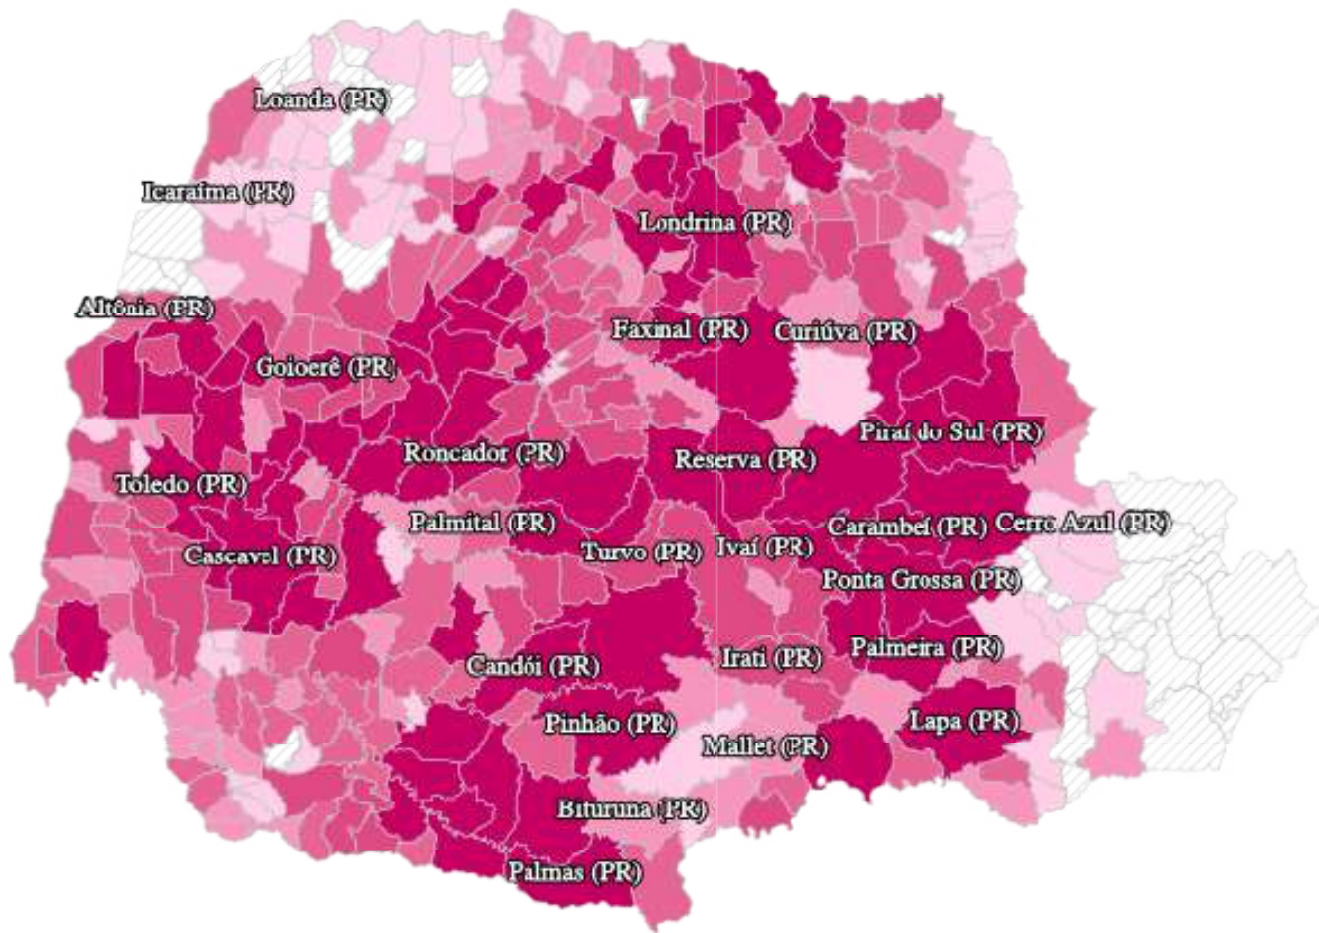 Loanda (PR)
Icaraíma (PR)
Londrina (PR)
Altônia (PR)
Faxinal (PR)
Curiúva (PR)
Goioerê (PR)
Piraí do Sul (PR)
Roncador (PR)
Reserva (PR)
Toledo (PR)
Palmital (PR)
Carambeí (PR)
Cerro Azul (PR)
Cascavel (PR)
Turvo (PR)
Ivaí (PR)
Ponta Grossa (PR)
Candói (PR)
Irati (PR)
Palmeira (PR)
Pinhão (PR)
Lapa (PR)
Mallet (PR)
Bituruna (PR)
Palmas (PR)